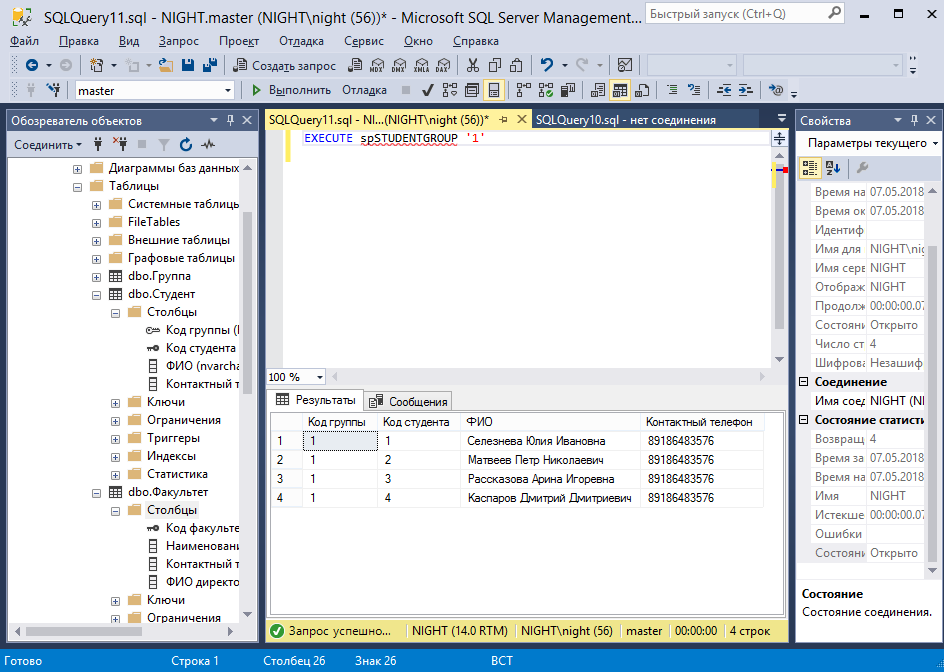 SQLQuery11.sql - NIGHT.master (NIGHT\night (56))* - Microsoft SQL Server Management...
Быстрый запуск (Ctrl+Q)
Файл Правка Вид Запрос Проект Отладка Сервис Окно Справка
Создать запрос MDX DMX XMLA DAX
master Выполнить Отладка
Обозреватель объектов
Соединить
Диаграммы баз данных
Таблицы
Системные таблицы
FileTables
Внешние таблицы
Графовые таблицы
dbo.Группа
dbo.Студент
Столбцы
Код группы (
Код студента
ФИО (nvarcha
Контактный т
Ключи
Ограничения
Триггеры
Индексы
Статистика
dbo.Факультет
Столбцы
Код факульте
Наименовани
Контактный т
ФИО директо
Ключи
Ограничения
SQLQuery11.sql - NI...(NIGHT\night (56))* SQLQuery10.sql - нет соединения
EXECUTE spSTUDENTGROUP '1'
100 %
Результаты Сообщения
Код группы Код студента ФИО Контактный телефон
1 1 1 Селезнева Юлия Ивановна 89186483576
2 1 2 Матвеев Петр Николаевич 89186483576
3 1 3 Рассказова Арина Игоревна 89186483576
4 1 4 Каспаров Дмитрий Дмитриевич 89186483576
Запрос успешно... NIGHT (14.0 RTM) NIGHT\night (56) master 00:00:00 4 строк
Свойства
Параметры текущего
Время на 07.05.2018
Время ок 07.05.2018
Идентиф
Имя для NIGHT\nig
Имя серв NIGHT
Отображ NIGHT
Продолж 00:00:00.07
Состояни Открыто
Число ст 4
Шифрова Незашиф
Соединение
Имя соед NIGHT (NI
Состояние статисти
Возвращ 4
Время за 07.05.2018
Время на 07.05.2018
Имя NIGHT
Истекше 00:00:00.07
Ошибки
Состояни Открыто
Состояние
Состояние соединения.
Готово Строка 1 Столбец 26 Знак 26 ВСТ